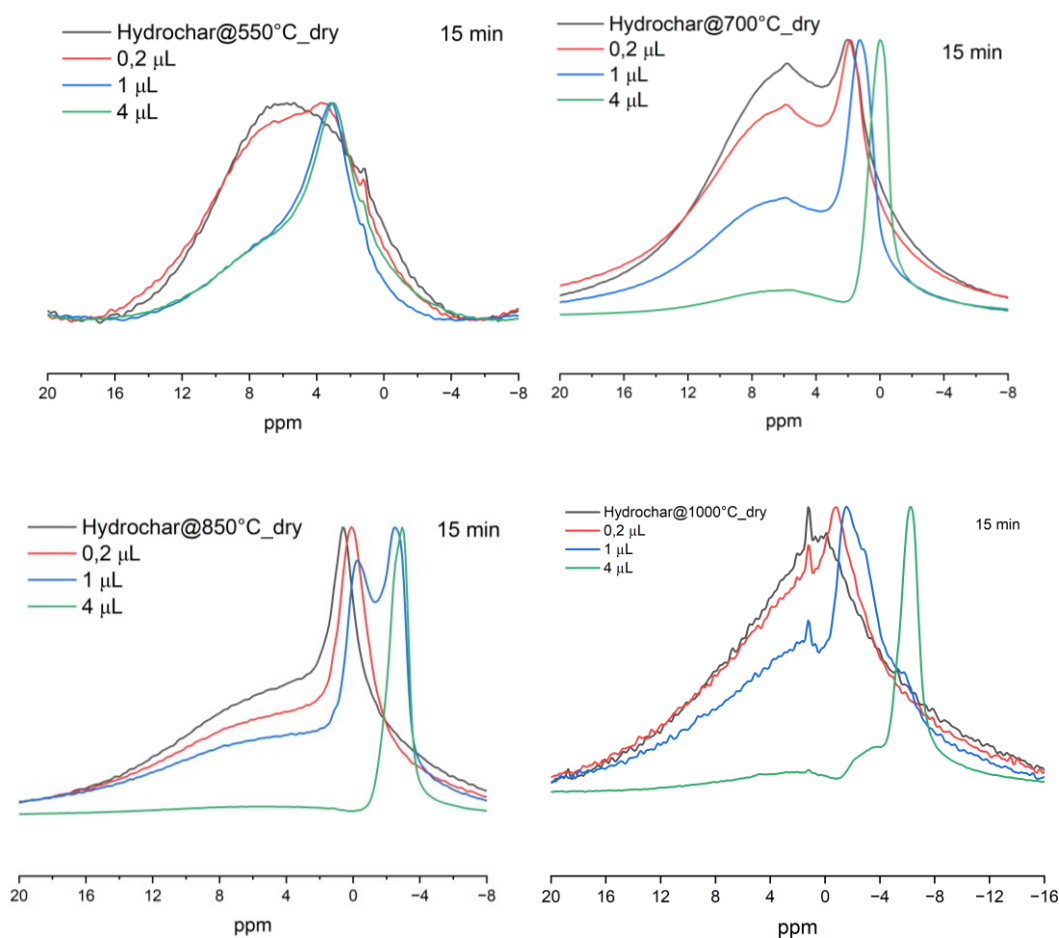 Hydrochar@550°C_dry
0,2 µL
1 µL
4 µL
15 min
20 16 12 8 4 0 −4 −8
ppm
Hydrochar@700°C_dry
0,2 µL
1 µL
4 µL
15 min
20 16 12 8 4 0 −4 −8
ppm
Hydrochar@850°C_dry
0,2 µL
1 µL
4 µL
15 min
20 16 12 8 4 0 −4 −8
ppm
Hydrochar@1000°C_dry
0,2 µL
1 µL
4 µL
15 min
20 16 12 8 4 0 −4 −8 −12 −16
ppm